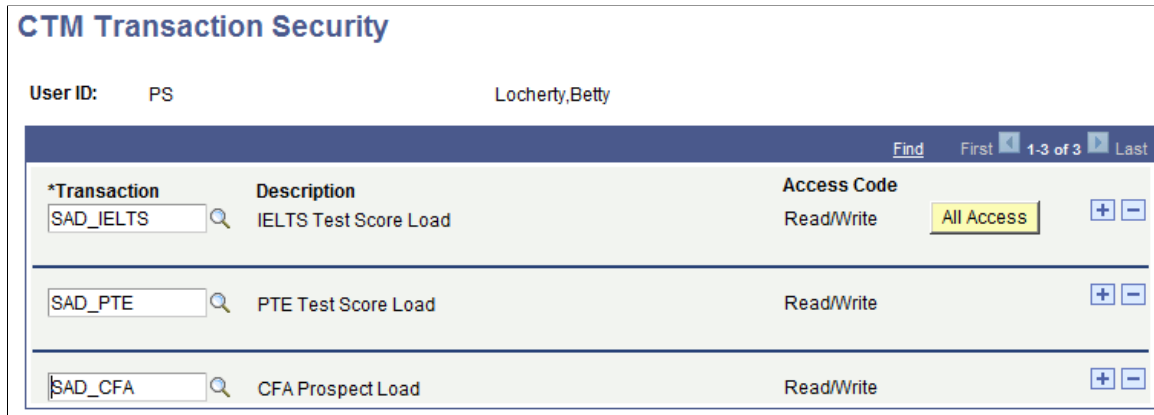 CTM Transaction Security
User ID: PS Locherty,Betty
Find First 1-3 of 3 Last
*Transaction Description Access Code
SAD_IELTS IELTS Test Score Load Read/Write All Access
SAD_PTE PTE Test Score Load Read/Write
SAD_CFA CFA Prospect Load Read/Write